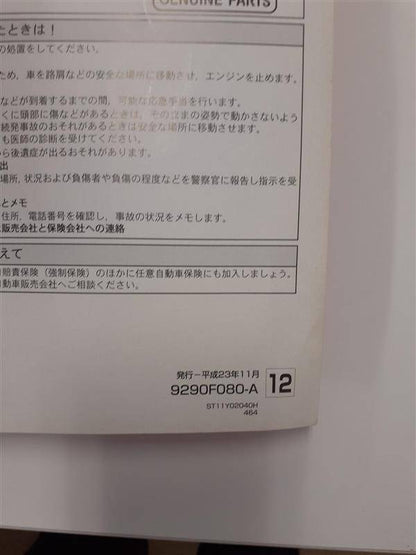 GENUINE PARTS
たときは！
の処置をしてください。
ため、車を路肩などの安全な場所に移動させ、エンジンを止めます。
などが到着するまでの間、可能な応急手当を行います。
くに頭部に傷などがあるときは、そのままの姿勢で動かさないよう
続発事故のおそれがあるときは安全な場所に移動させます。
も医師の診断を受けてください。
から後遺症が出るおそれがあります。
出
場所、状況および負傷者や負傷の程度などを警察官に報告し指示を受
とメモ
住所、電話番号を確認し、事故の状況をメモします。
販売会社と保険会社への連絡
えて
賠責保険（強制保険）のほかに任意自動車保険にも加入しましょう。
動車販売会社へご相談ください。
発行－平成23年11月
9290F080-A 12
ST11Y02040H
464